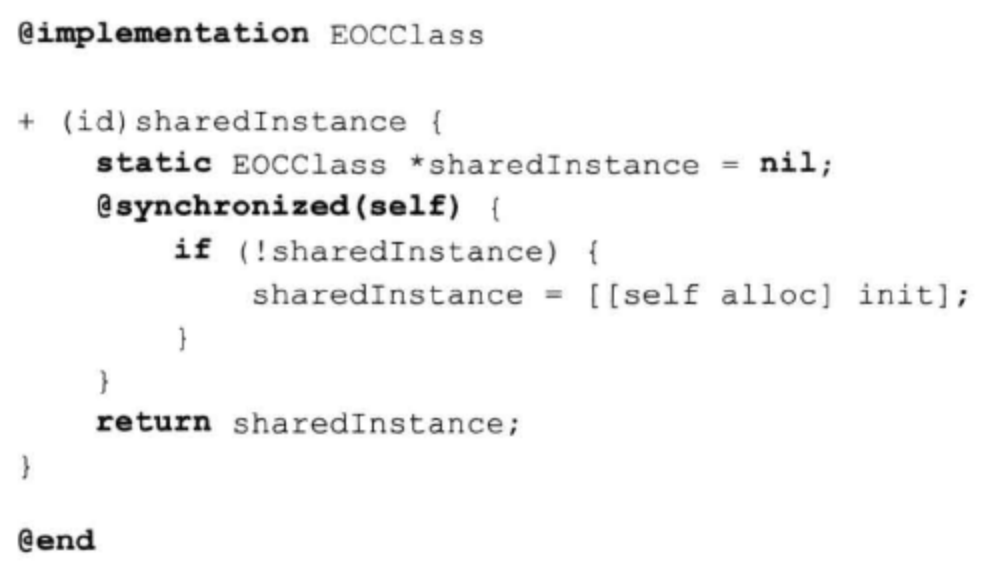 @implementation EOCClass
+ (id)sharedInstance {
static EOCClass *sharedInstance = nil;
@synchronized(self) {
if (!sharedInstance) {
sharedInstance = [[self alloc] init];
}
}
return sharedInstance;
}
@end